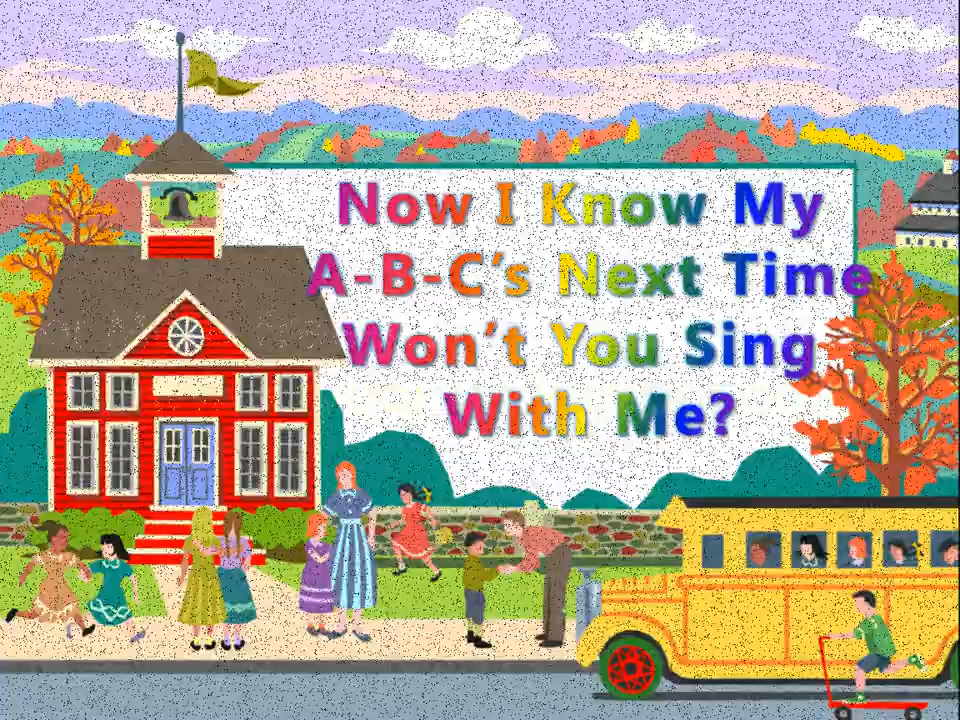 Now I Know My
A-B-C’s Next Time
Won’t You Sing
With Me?